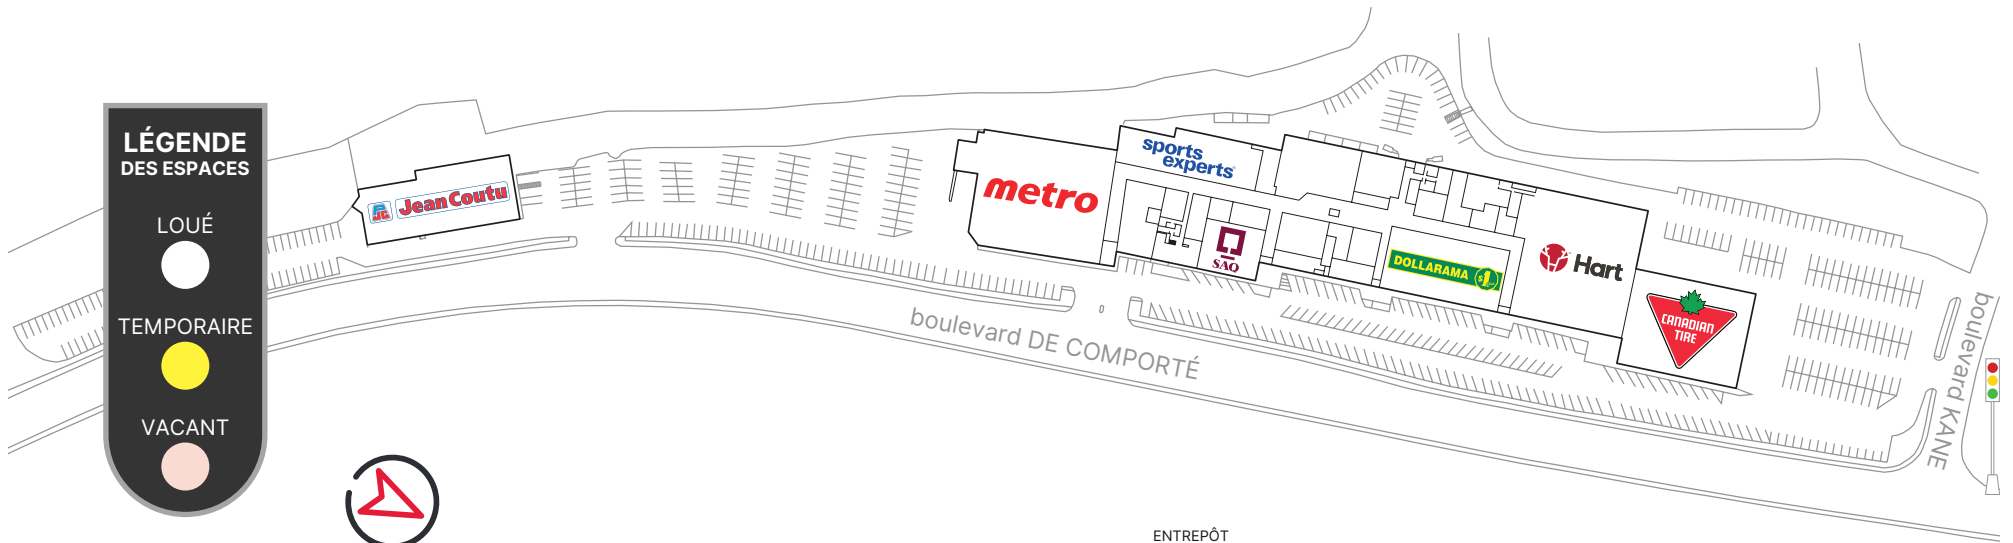 LÉGENDE
DES ESPACES
LOUÉ
TEMPORAIRE
VACANT
Jean Coutu
metro
sports
experts
SAQ
DOLLARAMA $1
Hart
CANADIAN
TIRE
boulevard DE COMPORTÉ
boulevard KANE
ENTREPÔT